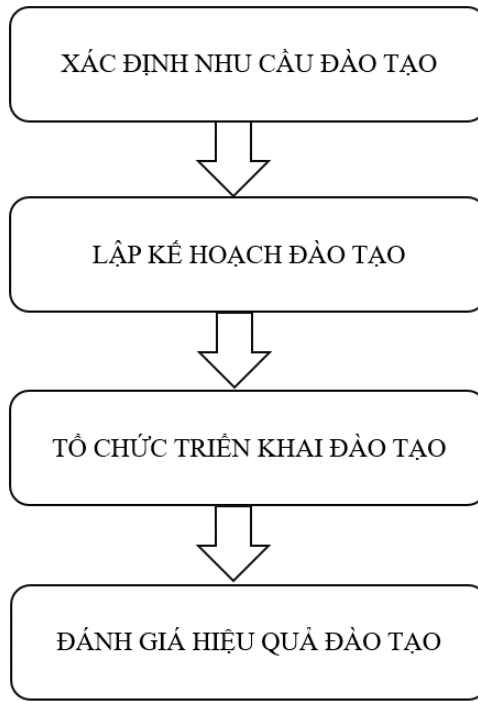 XÁC ĐỊNH NHU CẦU ĐÀO TẠO
LẬP KẾ HOẠCH ĐÀO TẠO
TỔ CHỨC TRIỂN KHAI ĐÀO TẠO
ĐÁNH GIÁ HIỆU QUẢ ĐÀO TẠO